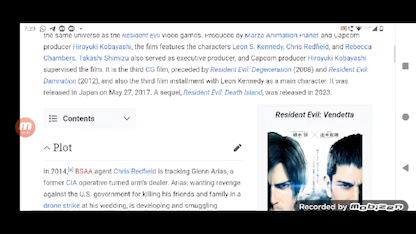 7:29
the same universe as the Resident Evil video games. Produced by Marza Animation Planet and Capcom
producer Hiroyuki Kobayashi, the film features the characters Leon S. Kennedy, Chris Redfield, and Rebecca
Chambers. Takashi Shimizu also served as executive producer, and Capcom producer Hiroyuki Kobayashi
supervised the film. It is the third CG film, preceded by Resident Evil: Degeneration (2008) and Resident Evil:
Damnation (2012), and also the third film installment with Leon Kennedy as a main character. It was
released in Japan on May 27, 2017. A sequel, Resident Evil: Death Island, was released in 2023.
Contents
Plot
In 2014,[a] BSAA agent Chris Redfield is tracking Glenn Arias, a
former CIA operative-turned arm's dealer. Arias, wanting revenge
against the U.S. government for killing his friends and family in a
drone strike at his wedding, is developing and smuggling
Resident Evil: Vendetta
Recorded by
mobizen